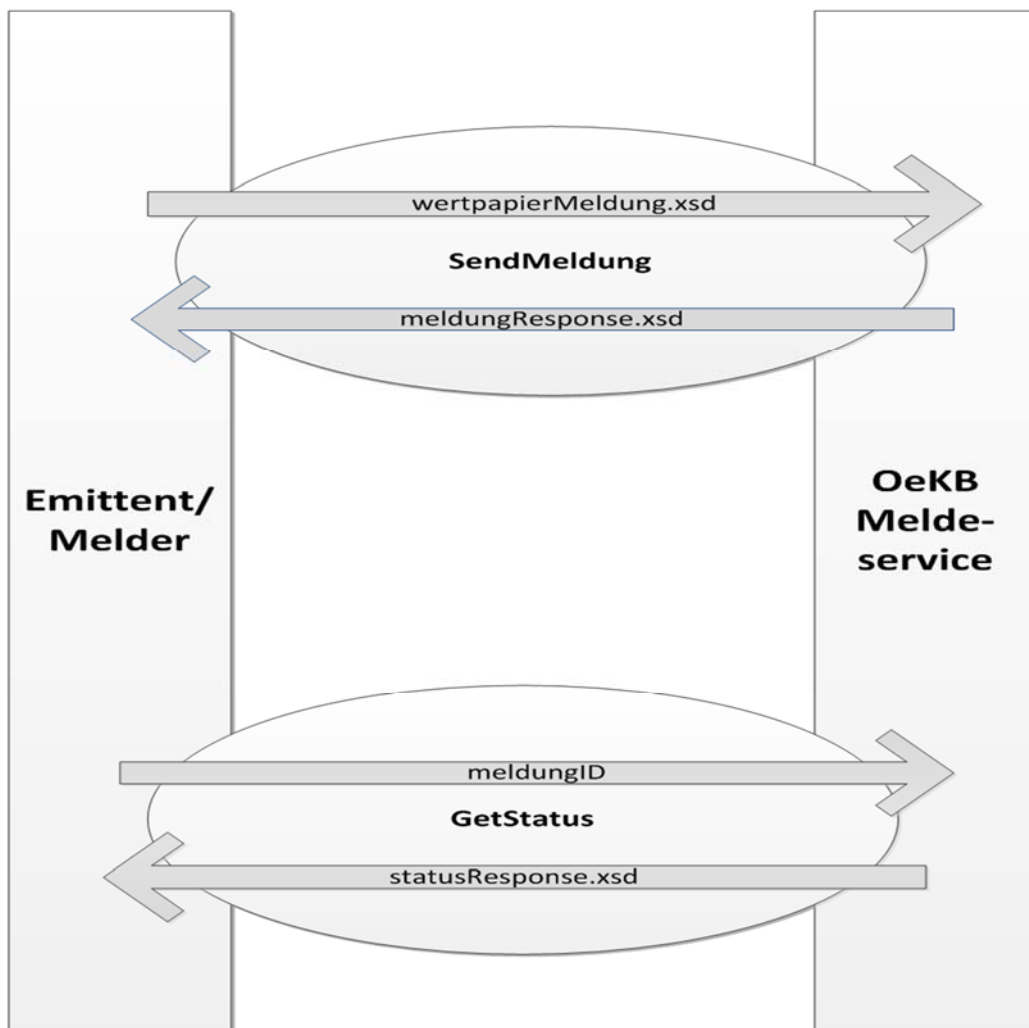 wertpapierMeldung.xsd
SendMeldung
meldungResponse.xsd
Emittent/
Melder
OeKB
Melde-
service
meldungID
GetStatus
statusResponse.xsd